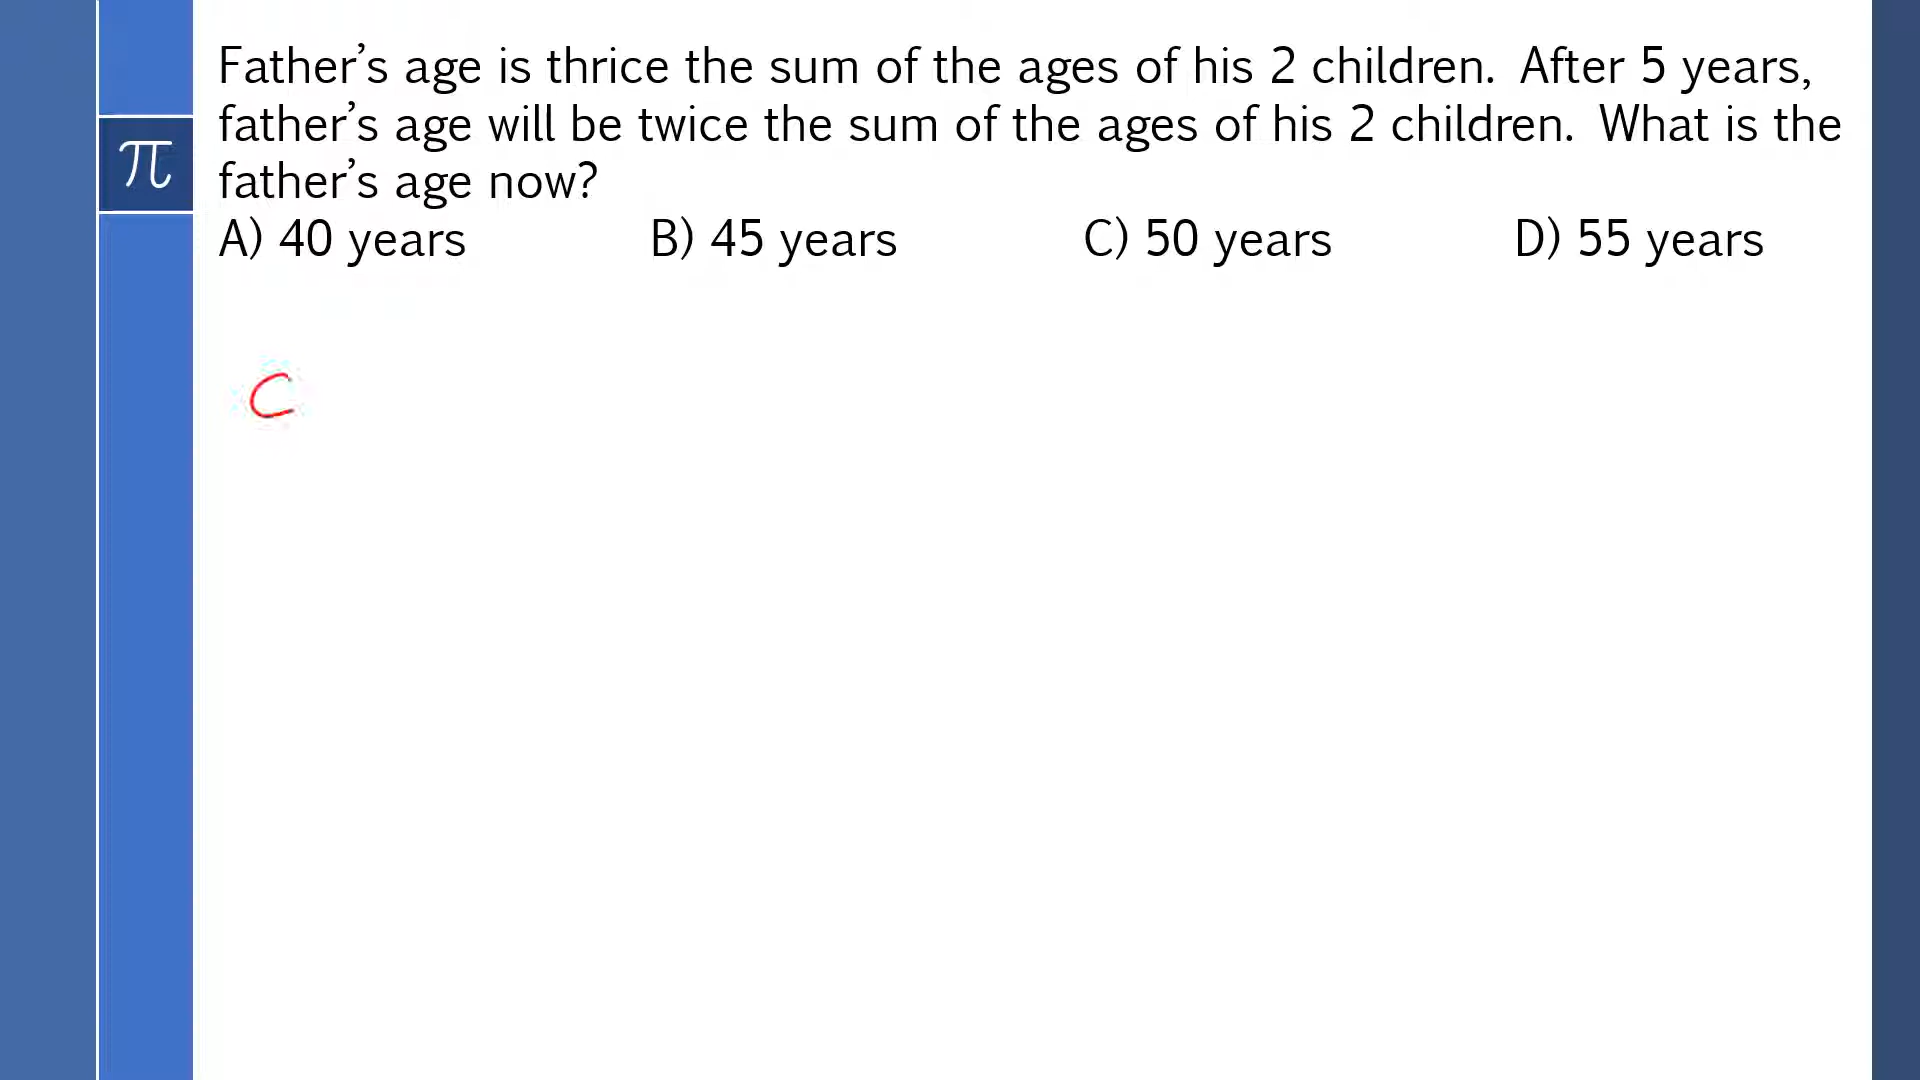 Father’s age is thrice the sum of the ages of his 2 children. After 5 years,
father’s age will be twice the sum of the ages of his 2 children. What is the
π
father’s age now?
A) 40 years B) 45 years C) 50 years D) 55 years
C